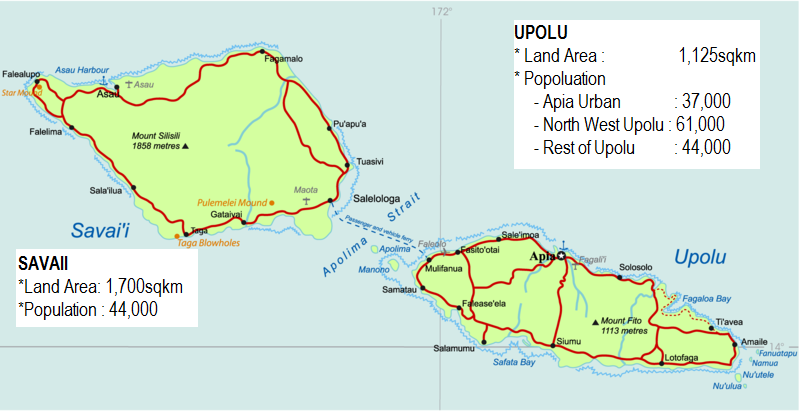 172°
UPOLU
* Land Area : 1,125sqkm
* Popoluation
- Apia Urban : 37,000
- North West Upolu : 61,000
- Rest of Upolu : 44,000
Fagamalo
Asau Harbour
Falealupo
Star Mound
Asau
Asau
Pu'apu'a
Falelima
Mount Silisili
1858 metres
Tuasivi
Sala'ilua
Maota
Pulemelei Mound
Salelologa
Gataivai
Taga
Taga Blowholes
Savai'i
Passenger and vehicle ferry
Apolima Strait
SAVAII
*Land Area: 1,700sqkm
*Population : 44,000
Apolima
Manono
Faleolo
Mulifanua
Fasito'otai
Sale'imoa
Apia
Fagali'i
Upolu
Solosolo
Samatau
Falease'ela
Fagaloa Bay
Mount Fito
1113 metres
Ti'avea
Amaile
Salamumu
Siumu
Safata Bay
Lotofaga
14°
Fanuatapu
Namua
Nu'utele
Nu'ulua